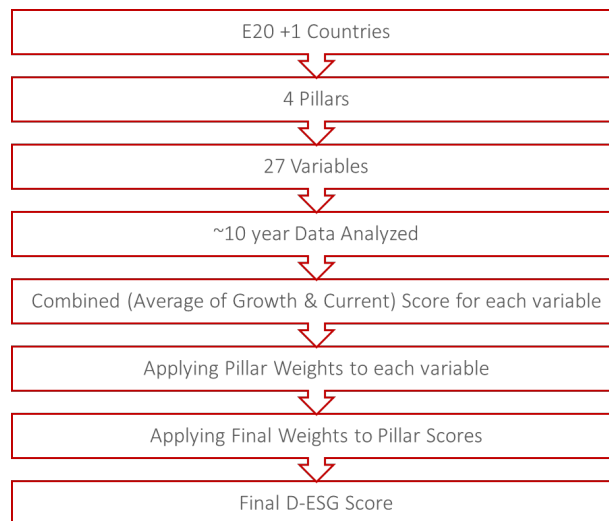 E20 +1 Countries
4 Pillars
27 Variables
~10 year Data Analyzed
Combined (Average of Growth & Current) Score for each variable
Applying Pillar Weights to each variable
Applying Final Weights to Pillar Scores
Final D-ESG Score